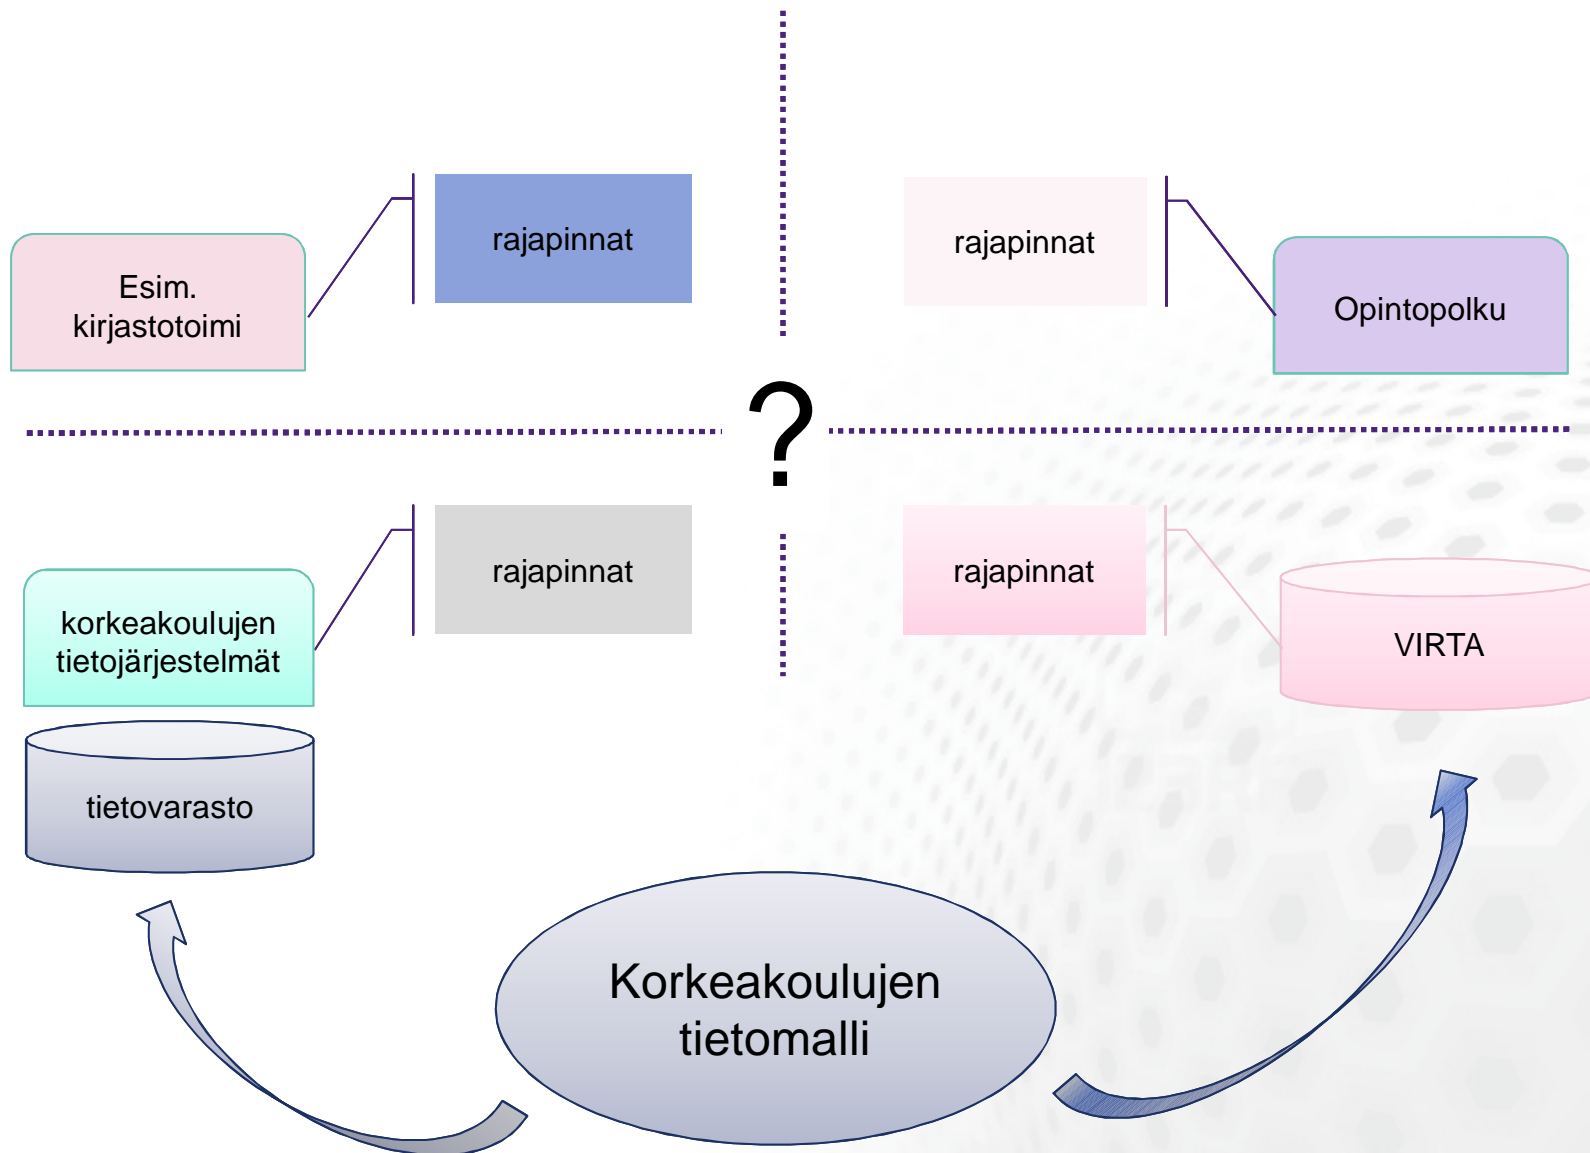 rajapinnat
rajapinnat
Esim.
kirjastotoimi
Opintopolku
?
rajapinnat
rajapinnat
korkeakoulujen
tietojärjestelmät
VIRTA
tietovarasto
Korkeakoulujen
tietomalli